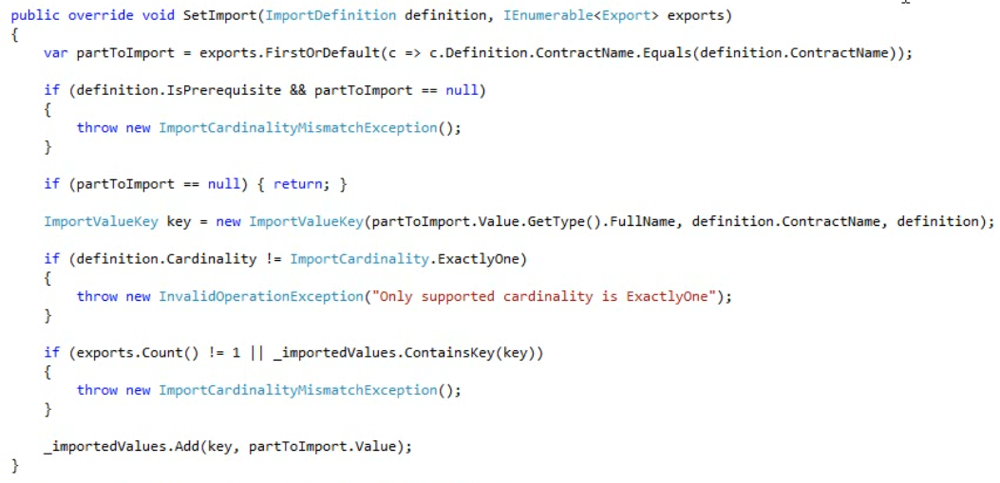 public override void SetImport(ImportDefinition definition, IEnumerable<Export> exports)
{
    var partToImport = exports.FirstOrDefault(c => c.Definition.ContractName.Equals(definition.ContractName));

    if (definition.IsPrerequisite && partToImport == null)
    {
        throw new ImportCardinalityMismatchException();
    }

    if (partToImport == null) { return; }

    ImportValueKey key = new ImportValueKey(partToImport.Value.GetType().FullName, definition.ContractName, definition);

    if (definition.Cardinality != ImportCardinality.ExactlyOne)
    {
        throw new InvalidOperationException("Only supported cardinality is ExactlyOne");
    }

    if (exports.Count() != 1 || _importedValues.ContainsKey(key))
    {
        throw new ImportCardinalityMismatchException();
    }

    _importedValues.Add(key, partToImport.Value);
}